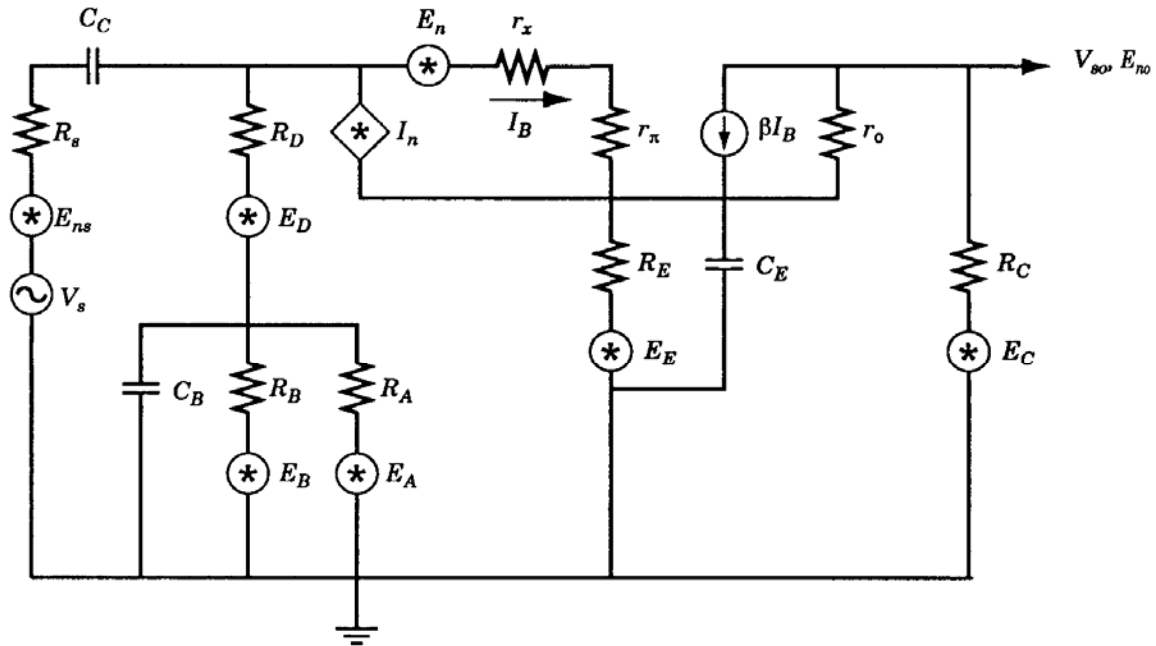 C_C
E_n
r_x
V_so, E_no
I_B
R_s
R_D
I_n
r_π
βI_B
r_o
E_ns
E_D
R_E
C_E
R_C
V_s
E_E
E_C
C_B
R_B
R_A
E_B
E_A